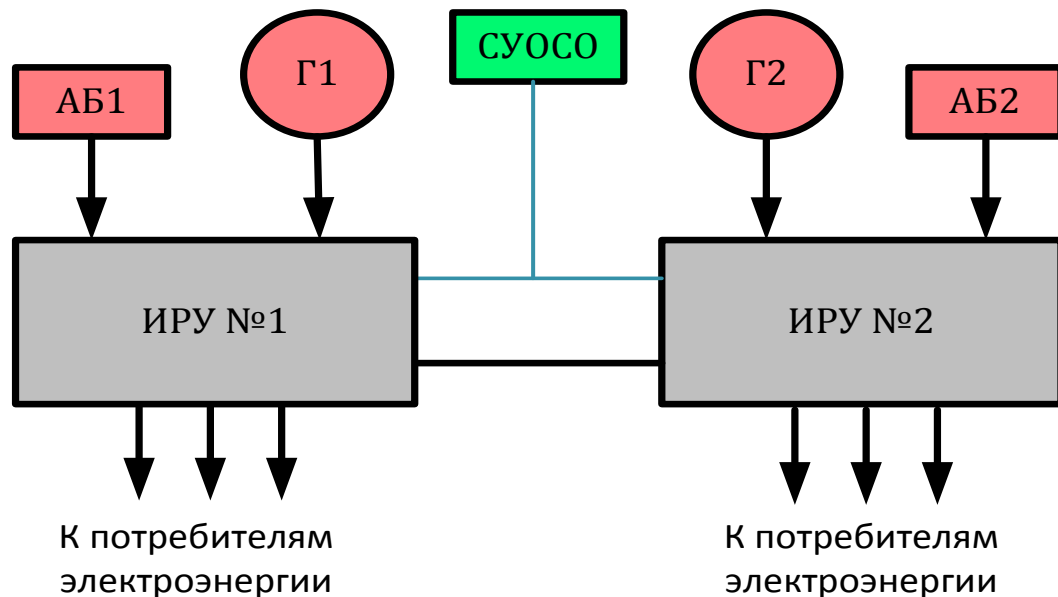 АБ1
Г1
СУОСО
Г2
АБ2
ИРУ №1
ИРУ №2
К потребителям
электроэнергии
К потребителям
электроэнергии